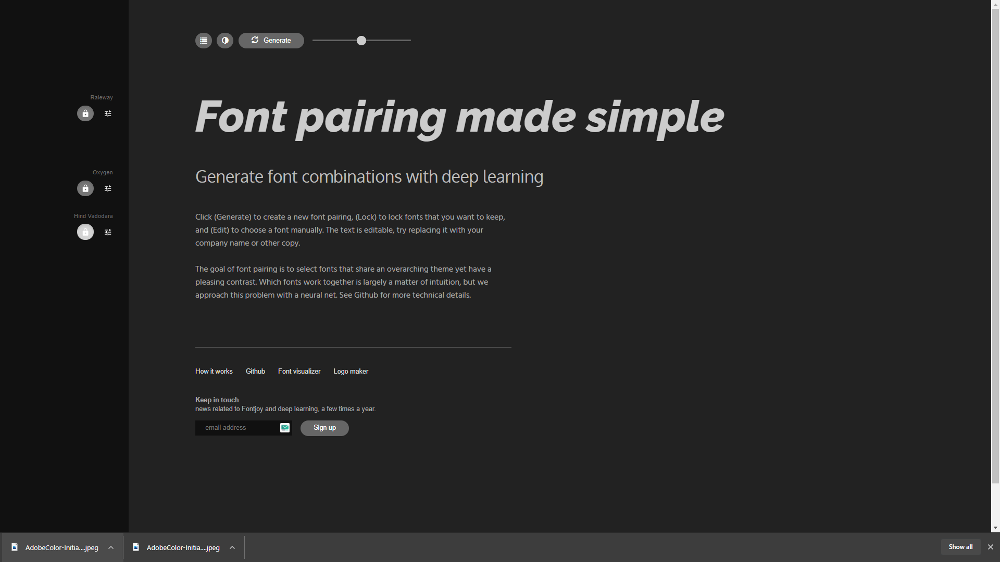 Generate
Raleway
Font pairing made simple
Oxygen
Generate font combinations with deep learning
Hind Vadodara
Click (Generate) to create a new font pairing, (Lock) to lock fonts that you want to keep,
and (Edit) to choose a font manually. The text is editable, try replacing it with your
company name or other copy.
The goal of font pairing is to select fonts that share an overarching theme yet have a
pleasing contrast. Which fonts work together is largely a matter of intuition, but we
approach this problem with a neural net. See Github for more technical details.
How it works Github Font visualizer Logo maker
Keep in touch
news related to Fontjoy and deep learning, a few times a year.
email address Sign up
AdobeColor-Initia....jpeg AdobeColor-Initia....jpeg Show all